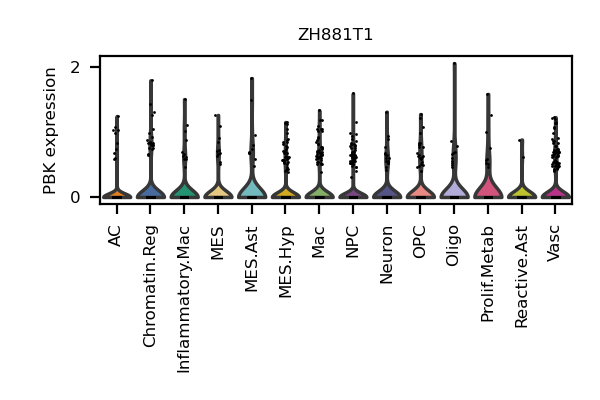 ZH881T1
PBK expression
2
0
AC
Chromatin.Reg
Inflammatory.Mac
MES
MES.Ast
MES.Hyp
Mac
NPC
Neuron
OPC
Oligo
Prolif.Metab
Reactive.Ast
Vasc